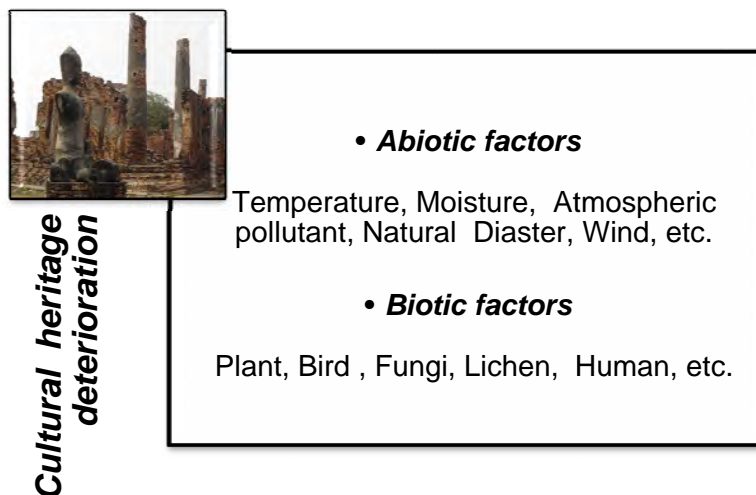 • Abiotic factors
Temperature, Moisture, Atmospheric
pollutant, Natural Diaster, Wind, etc.
• Biotic factors
Plant, Bird , Fungi, Lichen, Human, etc.
Cultural heritage
deterioration